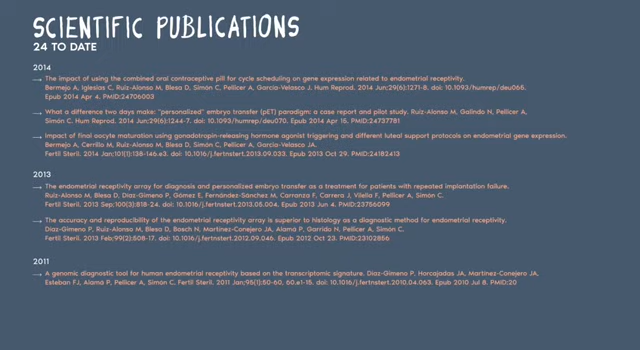 SCIENTIFIC PUBLICATIONS
24 TO DATE
2014
The impact of using the combined oral contraceptive pill for cycle scheduling on gene expression related to endometrial receptivity.
Bermejo A, Iglesias C, Ruiz-Alonso M, Blesa D, Simón C, Pellicer A, García-Velasco J. Hum Reprod. 2014 Jun;29(6):1271-8. doi: 10.1093/humrep/deu065.
Epub 2014 Apr 4. PMID:24706003
What a difference two days make: "personalized" embryo transfer (pET) paradigm: a case report and pilot study. Ruiz-Alonso M, Galindo N, Pellicer A,
Simón C. Hum Reprod. 2014 Jun;29(6):1244-7. doi: 10.1093/humrep/deu070. Epub 2014 Apr 15. PMID:24737781
Impact of final oocyte maturation using gonadotropin-releasing hormone agonist triggering and different luteal support protocols on endometrial gene expression.
Bermejo A, Cerrillo M, Ruiz-Alonso M, Blesa D, Simón C, Pellicer A, Garcia-Velasco JA.
Fertil Steril. 2014 Jan;101(1):138-146.e3. doi: 10.1016/j.fertnstert.2013.09.033. Epub 2013 Oct 29. PMID:24182413
2013
The endometrial receptivity array for diagnosis and personalized embryo transfer as a treatment for patients with repeated implantation failure.
Ruiz-Alonso M, Blesa D, Díaz-Gimeno P, Gómez E, Fernández-Sánchez M, Carranza F, Carrera J, Vilella F, Pellicer A, Simón C.
Fertil Steril. 2013 Sep;100(3):818-24. doi: 10.1016/j.fertnstert.2013.05.004. Epub 2013 Jun 4. PMID:23756099
The accuracy and reproducibility of the endometrial receptivity array is superior to histology as a diagnostic method for endometrial receptivity.
Díaz-Gimeno P, Ruiz-Alonso M, Blesa D, Bosch N, Martínez-Conejero JA, Alamá P, Garrido N, Pellicer A, Simón C.
Fertil Steril. 2013 Feb;99(2):508-17. doi: 10.1016/j.fertnstert.2012.09.046. Epub 2012 Oct 23. PMID:23102856
2011
A genomic diagnostic tool for human endometrial receptivity based on the transcriptomic signature. Díaz-Gimeno P, Horcajadas JA, Martínez-Conejero JA,
Esteban FJ, Alamá P, Pellicer A, Simón C. Fertil Steril. 2011 Jan;95(1):50-60, 60.e1-15. doi: 10.1016/j.fertnstert.2010.04.063. Epub 2010 Jul 8. PMID:20